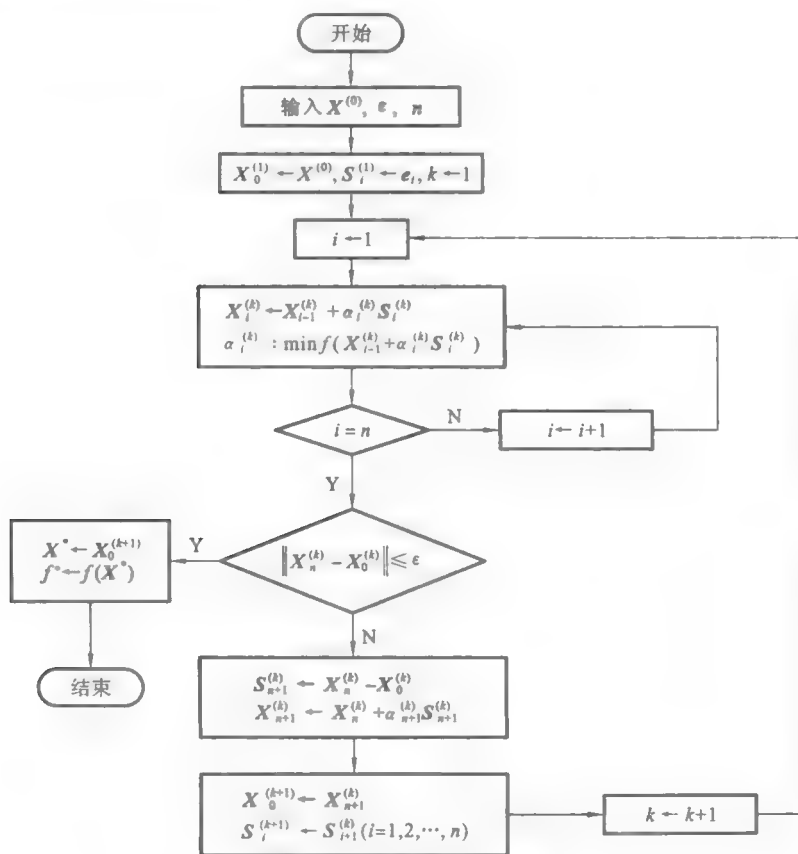 开始
输入 X^{(0)}, ε, n
X_0^{(1)} ← X^{(0)}, S_i^{(1)} ← e_i, k ← 1
i ← 1
X_i^{(k)} ← X_{i-1}^{(k)} + α_i^{(k)} S_i^{(k)}
α_i^{(k)} : min f( X_{i-1}^{(k)} + α_i^{(k)} S_i^{(k)} )
i = n
N
i ← i+1
Y
‖X_n^{(k)} − X_0^{(k)}‖ ≤ ε
Y
X^* ← X_0^{(k+1)}
f^* ← f(X^*)
结束
N
S_{n+1}^{(k)} ← X_n^{(k)} − X_0^{(k)}
X_{n+1}^{(k)} ← X_n^{(k)} + α_{n+1}^{(k)} S_{n+1}^{(k)}
X_0^{(k+1)} ← X_{n+1}^{(k)}
S_i^{(k+1)} ← S_{i+1}^{(k)} (i=1,2,⋯,n)
k ← k+1